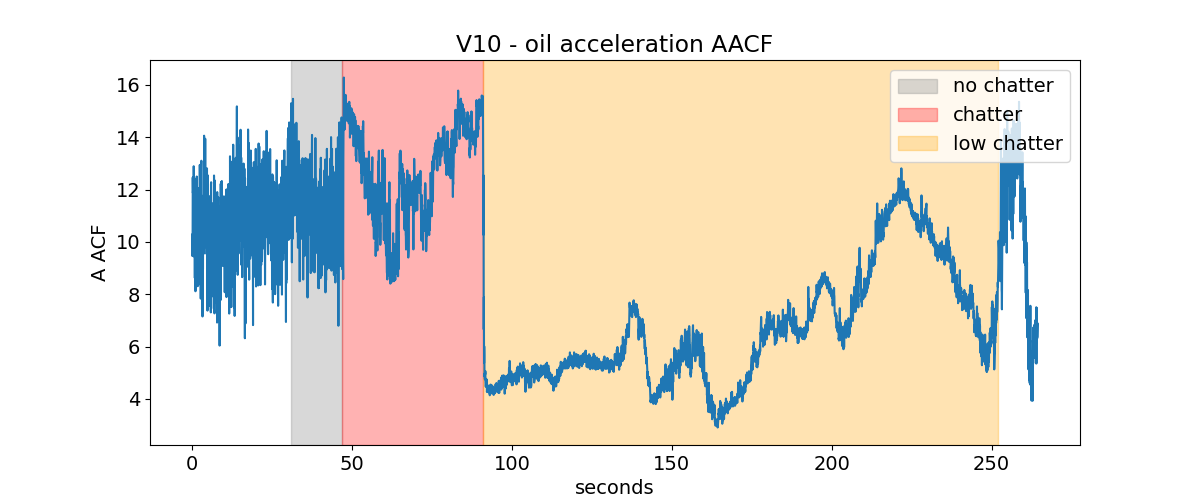 V10 - oil acceleration AACF
16
14
12
10
8
6
4
A ACF
no chatter
chatter
low chatter
0 50 100 150 200 250
seconds